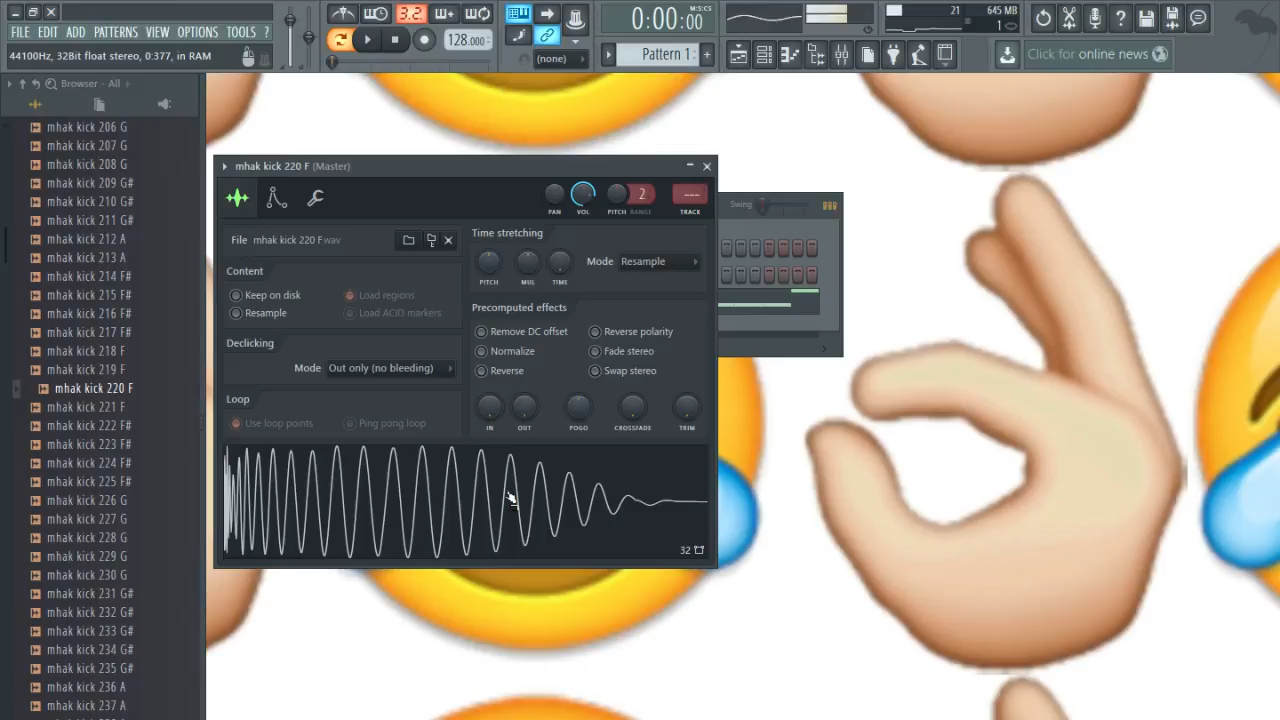 FILE EDIT ADD PATTERNS VIEW OPTIONS TOOLS ?
44100Hz, 32Bit float stereo, 0:377, in RAM
3.2
128.000
0:00:00
M:S:CS
(none)
Pattern 1
21
645 MB
1
Click for online news
Browser - All
mhak kick 206 G
mhak kick 207 G
mhak kick 208 G
mhak kick 209 G#
mhak kick 210 G#
mhak kick 211 G#
mhak kick 212 A
mhak kick 213 A
mhak kick 214 F#
mhak kick 215 F#
mhak kick 216 F#
mhak kick 217 F#
mhak kick 218 F
mhak kick 219 F
mhak kick 220 F
mhak kick 221 F
mhak kick 222 F#
mhak kick 223 F#
mhak kick 224 F#
mhak kick 225 F#
mhak kick 226 G
mhak kick 227 G
mhak kick 228 G
mhak kick 229 G
mhak kick 230 G
mhak kick 231 G#
mhak kick 232 G#
mhak kick 233 G#
mhak kick 234 G#
mhak kick 235 G#
mhak kick 236 A
mhak kick 237 A
mhak kick 220 F (Master)
PAN VOL PITCH RANGE TRACK
2
---
File mhak kick 220 F.wav
Content
Keep on disk
Load regions
Resample
Load ACID markers
Declicking
Mode Out only (no bleeding)
Loop
Use loop points
Ping pong loop
Time stretching
PITCH MUL TIME
Mode Resample
Precomputed effects
Remove DC offset
Reverse polarity
Normalize
Fade stereo
Reverse
Swap stereo
IN OUT POGO CROSSFADE TRIM
32
Swing